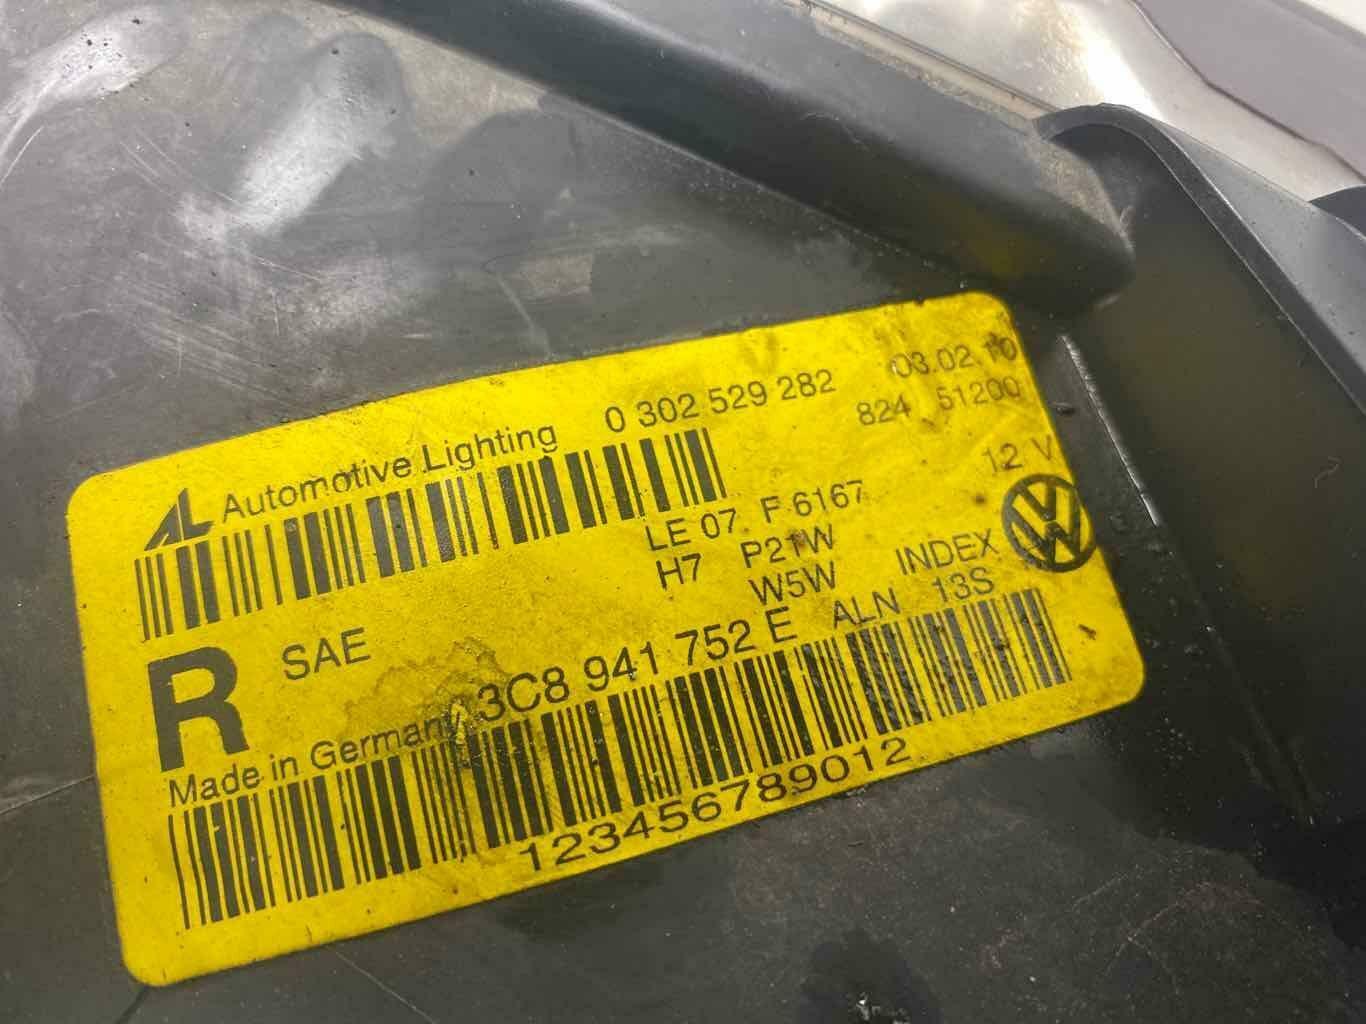 AL Automotive Lighting 0 302 529 282 03.02.10
824 51200
LE 07 F 6167 12 V
H7 P21W
W5W INDEX
R SAE ALN 13S
Made in Germany 3C8 941 752 E
123456789012